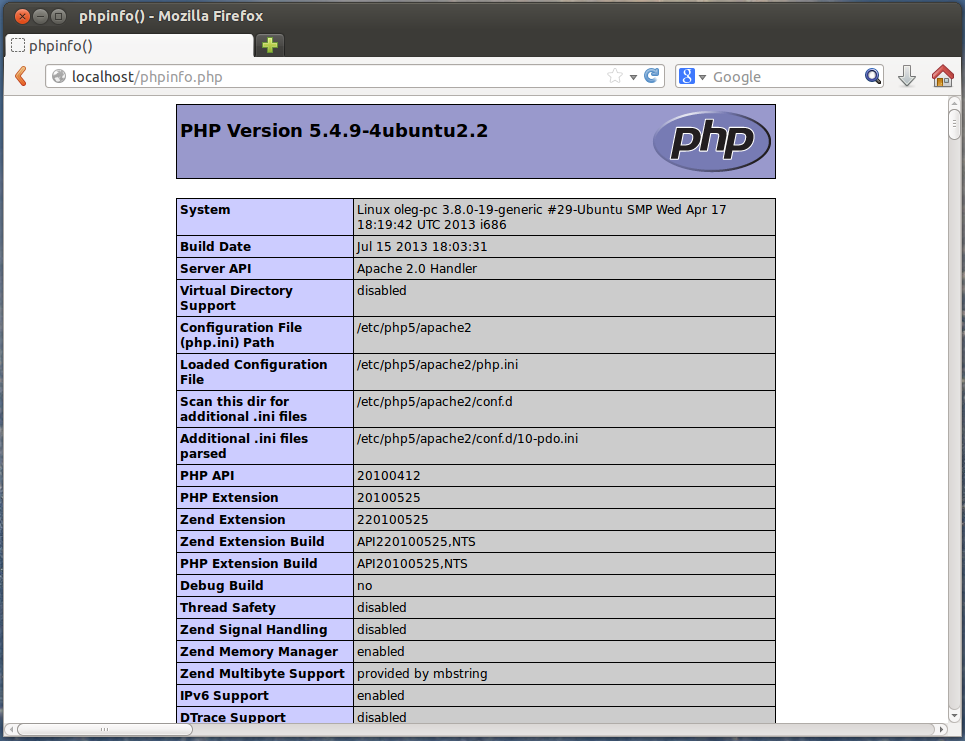 phpinfo() - Mozilla Firefox
phpinfo()
localhost/phpinfo.php
8 Google
PHP Version 5.4.9-4ubuntu2.2
php
System Linux oleg-pc 3.8.0-19-generic #29-Ubuntu SMP Wed Apr 17
18:19:42 UTC 2013 i686
Build Date Jul 15 2013 18:03:31
Server API Apache 2.0 Handler
Virtual Directory disabled
Support
Configuration File /etc/php5/apache2
(php.ini) Path
Loaded Configuration /etc/php5/apache2/php.ini
File
Scan this dir for /etc/php5/apache2/conf.d
additional .ini files
Additional .ini files /etc/php5/apache2/conf.d/10-pdo.ini
parsed
PHP API 20100412
PHP Extension 20100525
Zend Extension 220100525
Zend Extension Build API220100525,NTS
PHP Extension Build API20100525,NTS
Debug Build no
Thread Safety disabled
Zend Signal Handling disabled
Zend Memory Manager enabled
Zend Multibyte Support provided by mbstring
IPv6 Support enabled
DTrace Support disabled